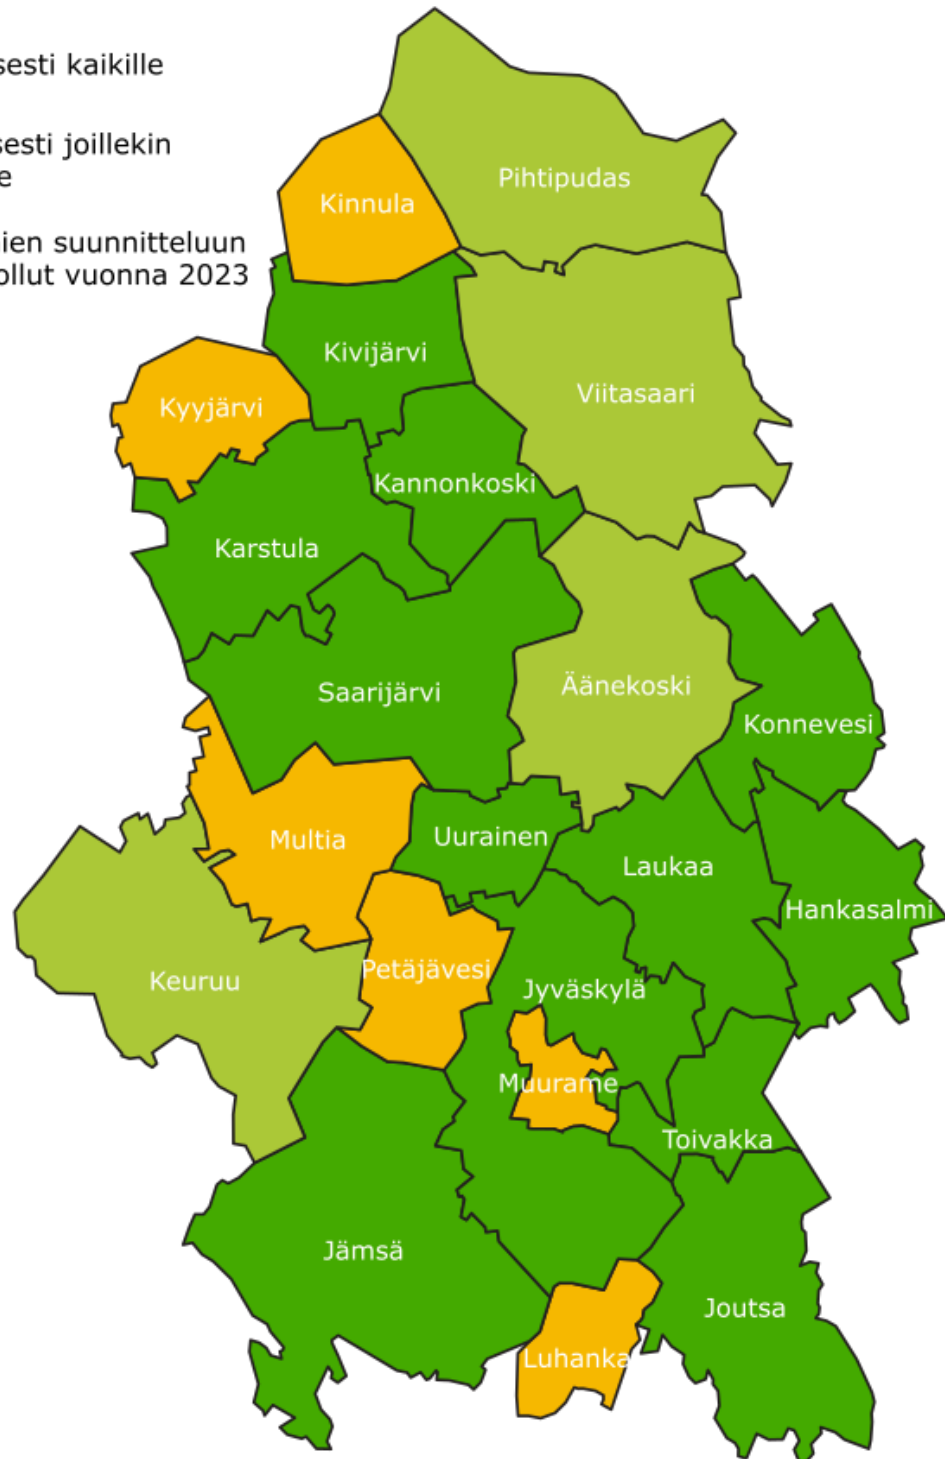 sesti kaikille
sesti joillekin
e
ien suunnitteluun
ollut vuonna 2023
Pihtipudas
Kinnula
Kivijärvi
Viitasaari
Kyyjärvi
Kannonkoski
Karstula
Äänekoski
Saarijärvi
Konnevesi
Multia
Uurainen
Laukaa
Hankasalmi
Petäjävesi
Keuruu
Jyväskylä
Muurame
Toivakka
Jämsä
Joutsa
Luhanka